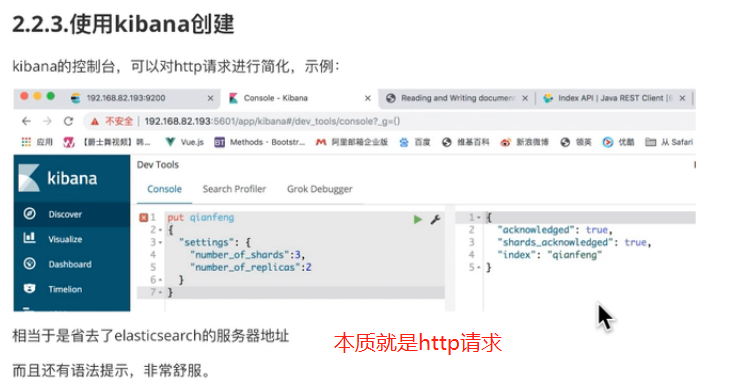 2.2.3.使用kibana创建
kibana的控制台，可以对http请求进行简化，示例：
192.168.82.193:9200 × Console - Kibana × Reading and Writing documen × Index API | Java REST Client [ ×
不安全 | 192.168.82.193:5601/app/kibana#/dev_tools/console?_g=()
应用 【爵士舞视频】韩... Vue.js Methods - Bootstr... 阿里邮箱企业版 百度 维基百科 新浪微博 领英 优酷 从 Safari
kibana
Discover
Visualize
Dashboard
Timelion
Dev Tools
Console Search Profiler Grok Debugger
1 put qianfeng
2 {
3 "settings": {
4 "number_of_shards":3,
5 "number_of_replicas":2
6 }
7 }
1 {
2 "acknowledged": true,
3 "shards_acknowledged": true,
4 "index": "qianfeng"
5 }
相当于是省去了elasticsearch的服务器地址
本质就是http请求
而且还有语法提示，非常舒服。